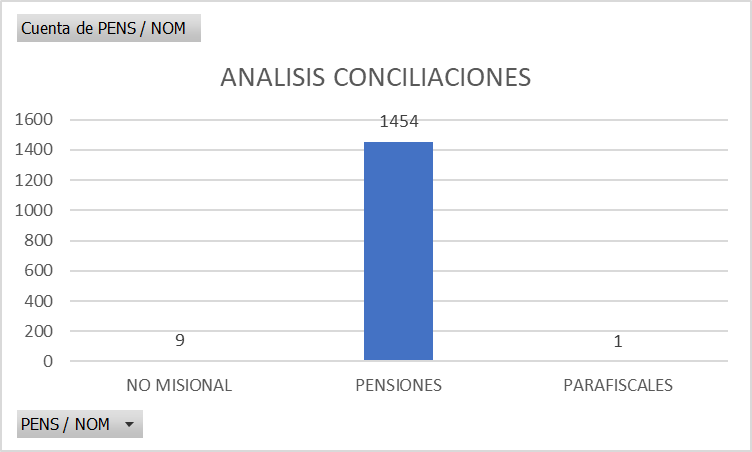 Cuenta de PENS / NOM
ANALISIS CONCILIACIONES
1600
1400
1200
1000
800
600
400
200
0
9
1454
1
NO MISIONAL
PENSIONES
PARAFISCALES
PENS / NOM